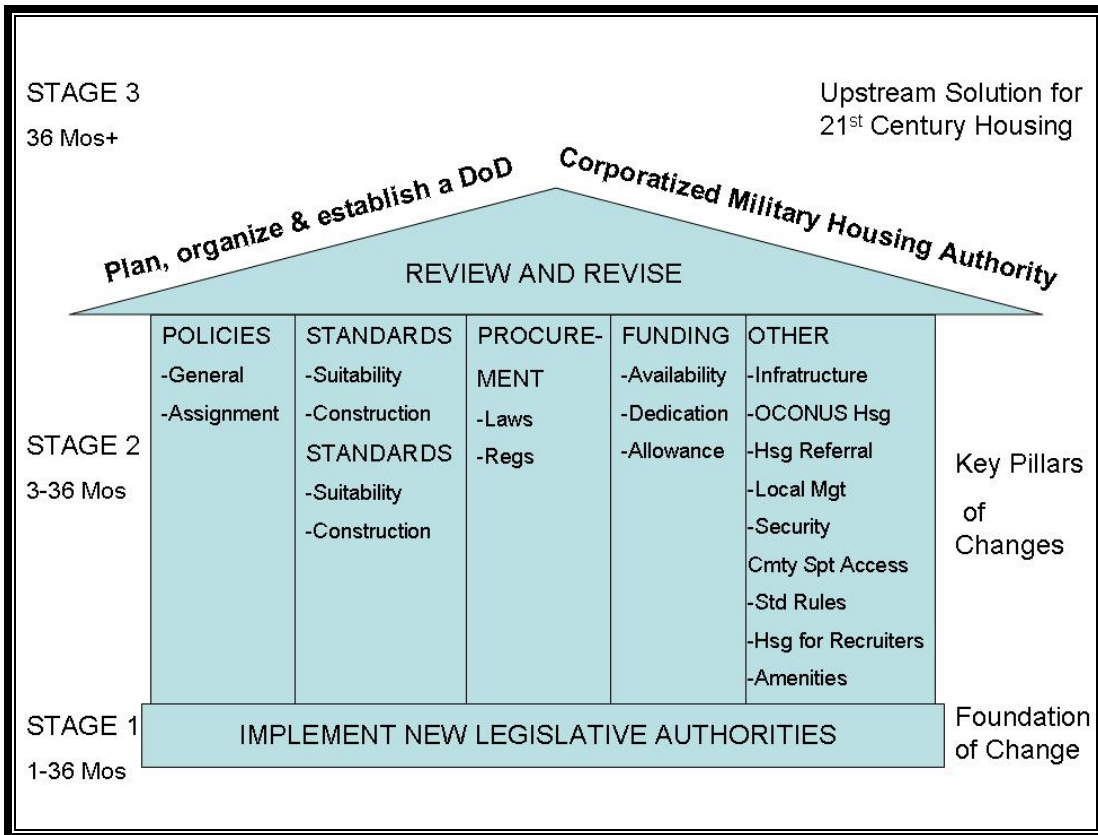 STAGE 3
36 Mos+
Upstream Solution for
21st Century Housing
Plan, organize & establish a DoD
Corporatized Military Housing Authority
REVIEW AND REVISE
STAGE 2
3-36 Mos
POLICIES
-General
-Assignment
STANDARDS
-Suitability
-Construction
STANDARDS
-Suitability
-Construction
PROCURE-
MENT
-Laws
-Regs
FUNDING
-Availability
-Dedication
-Allowance
OTHER
-Infratructure
-OCONUS Hsg
-Hsg Referral
-Local Mgt
-Security
Cmty Spt Access
-Std Rules
-Hsg for Recruiters
-Amenities
Key Pillars
of
Changes
STAGE 1
1-36 Mos
IMPLEMENT NEW LEGISLATIVE AUTHORITIES
Foundation
of Change